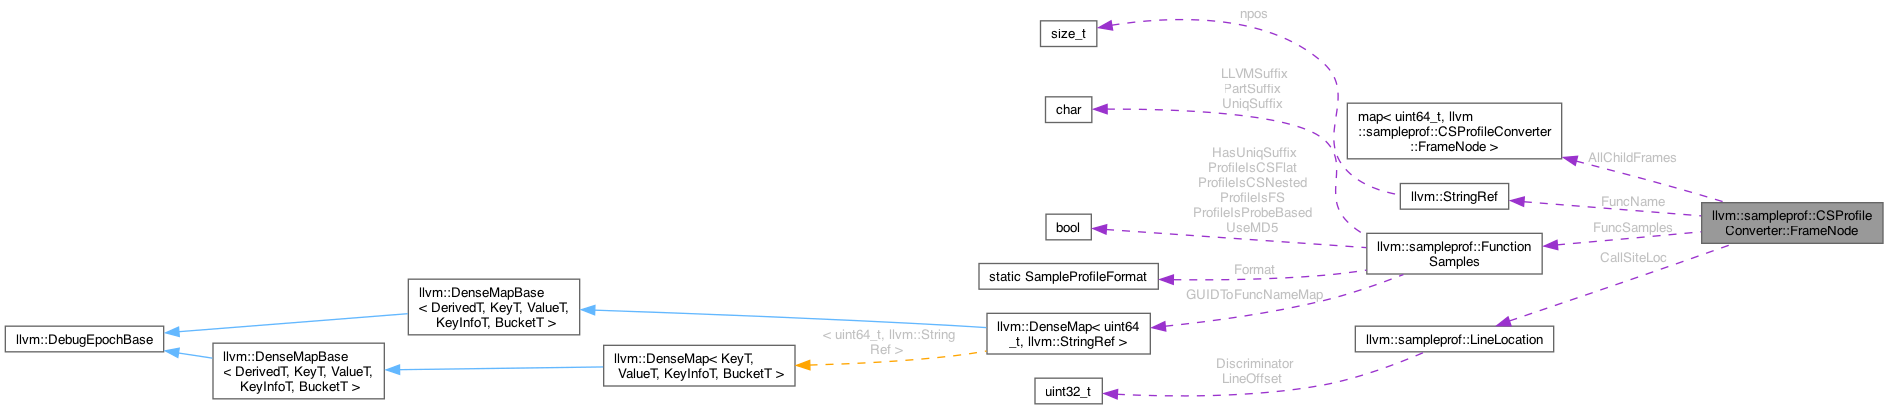 npos
size_t
LLVMSuffix
PartSuffix
UniqSuffix
char
map< uint64_t, llvm
::sampleprof::CSProfileConverter
::FrameNode >
AllChildFrames
HasUniqSuffix
ProfileIsCSFlat
ProfileIsCSNested
ProfileIsFS
ProfileIsProbeBased
UseMD5
bool
llvm::StringRef
FuncName
llvm::sampleprof::CSProfile
Converter::FrameNode
FuncSamples
llvm::sampleprof::Function
Samples
CallSiteLoc
static SampleProfileFormat
Format
GUIDToFuncNameMap
llvm::DenseMapBase
< DerivedT, KeyT, ValueT,
KeyInfoT, BucketT >
llvm::DenseMap< uint64
_t, llvm::StringRef >
llvm::DebugEpochBase
< uint64_t, llvm::String
Ref >
llvm::sampleprof::LineLocation
llvm::DenseMapBase
< DerivedT, KeyT, ValueT,
KeyInfoT, BucketT >
llvm::DenseMap< KeyT,
ValueT, KeyInfoT, BucketT >
Discriminator
LineOffset
uint32_t